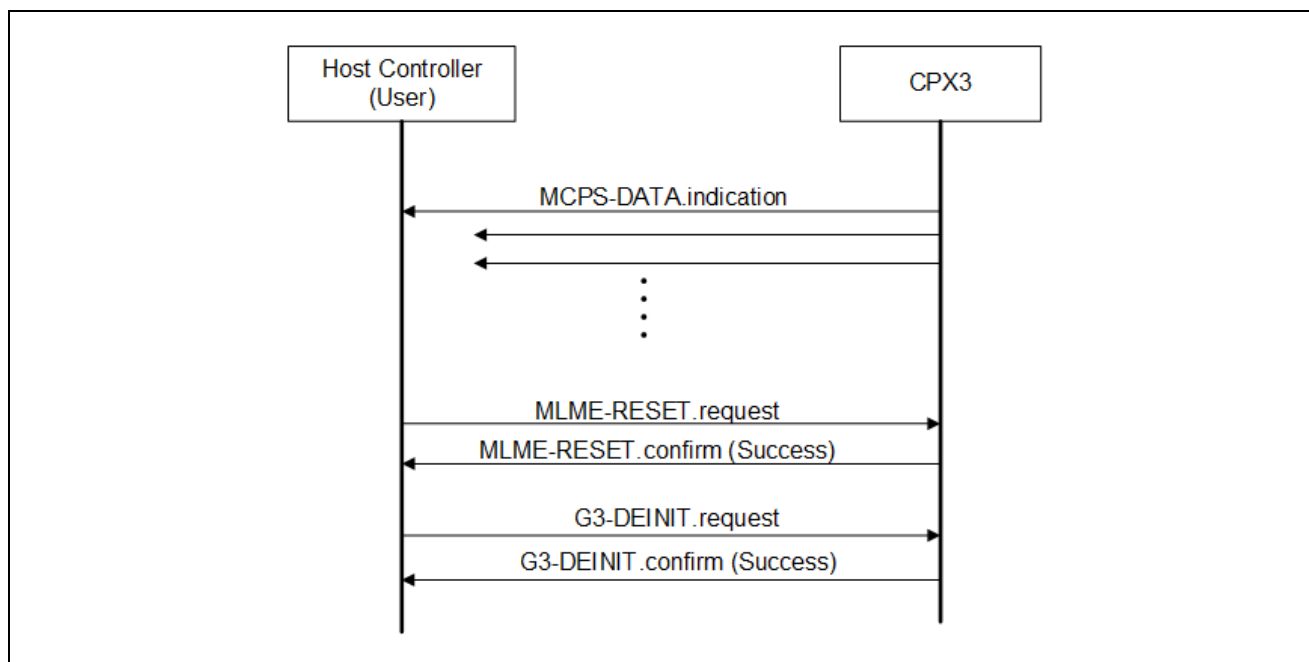 Host Controller
(User)
CPX3
MCPS-DATA.indication
MLME-RESET.request
MLME-RESET.confirm (Success)
G3-DEINIT.request
G3-DEINIT.confirm (Success)